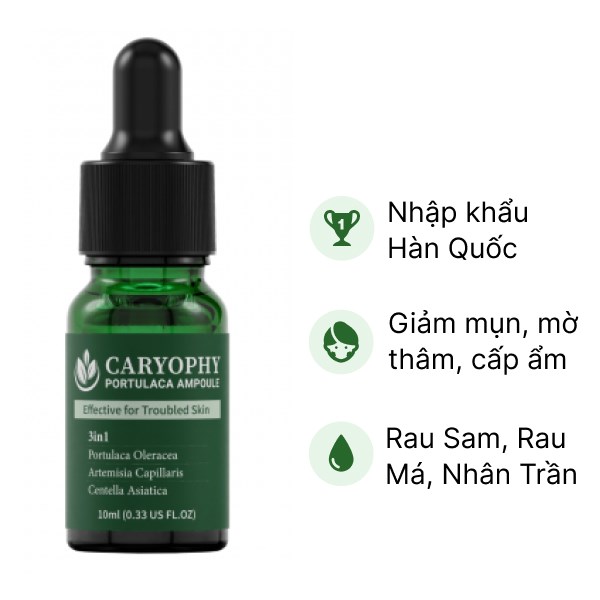 CARYOPHY
PORTULACA AMPOULE
Effective for Troubled Skin
3in1
Portulaca Oleracea
Artemisia Capillaris
Centella Asiatica
10ml (0.33 US FL.OZ)
1
Nhập khẩu
Hàn Quốc
Giảm mụn, mờ
thâm, cấp ẩm
Rau Sam, Rau
Má, Nhân Trần